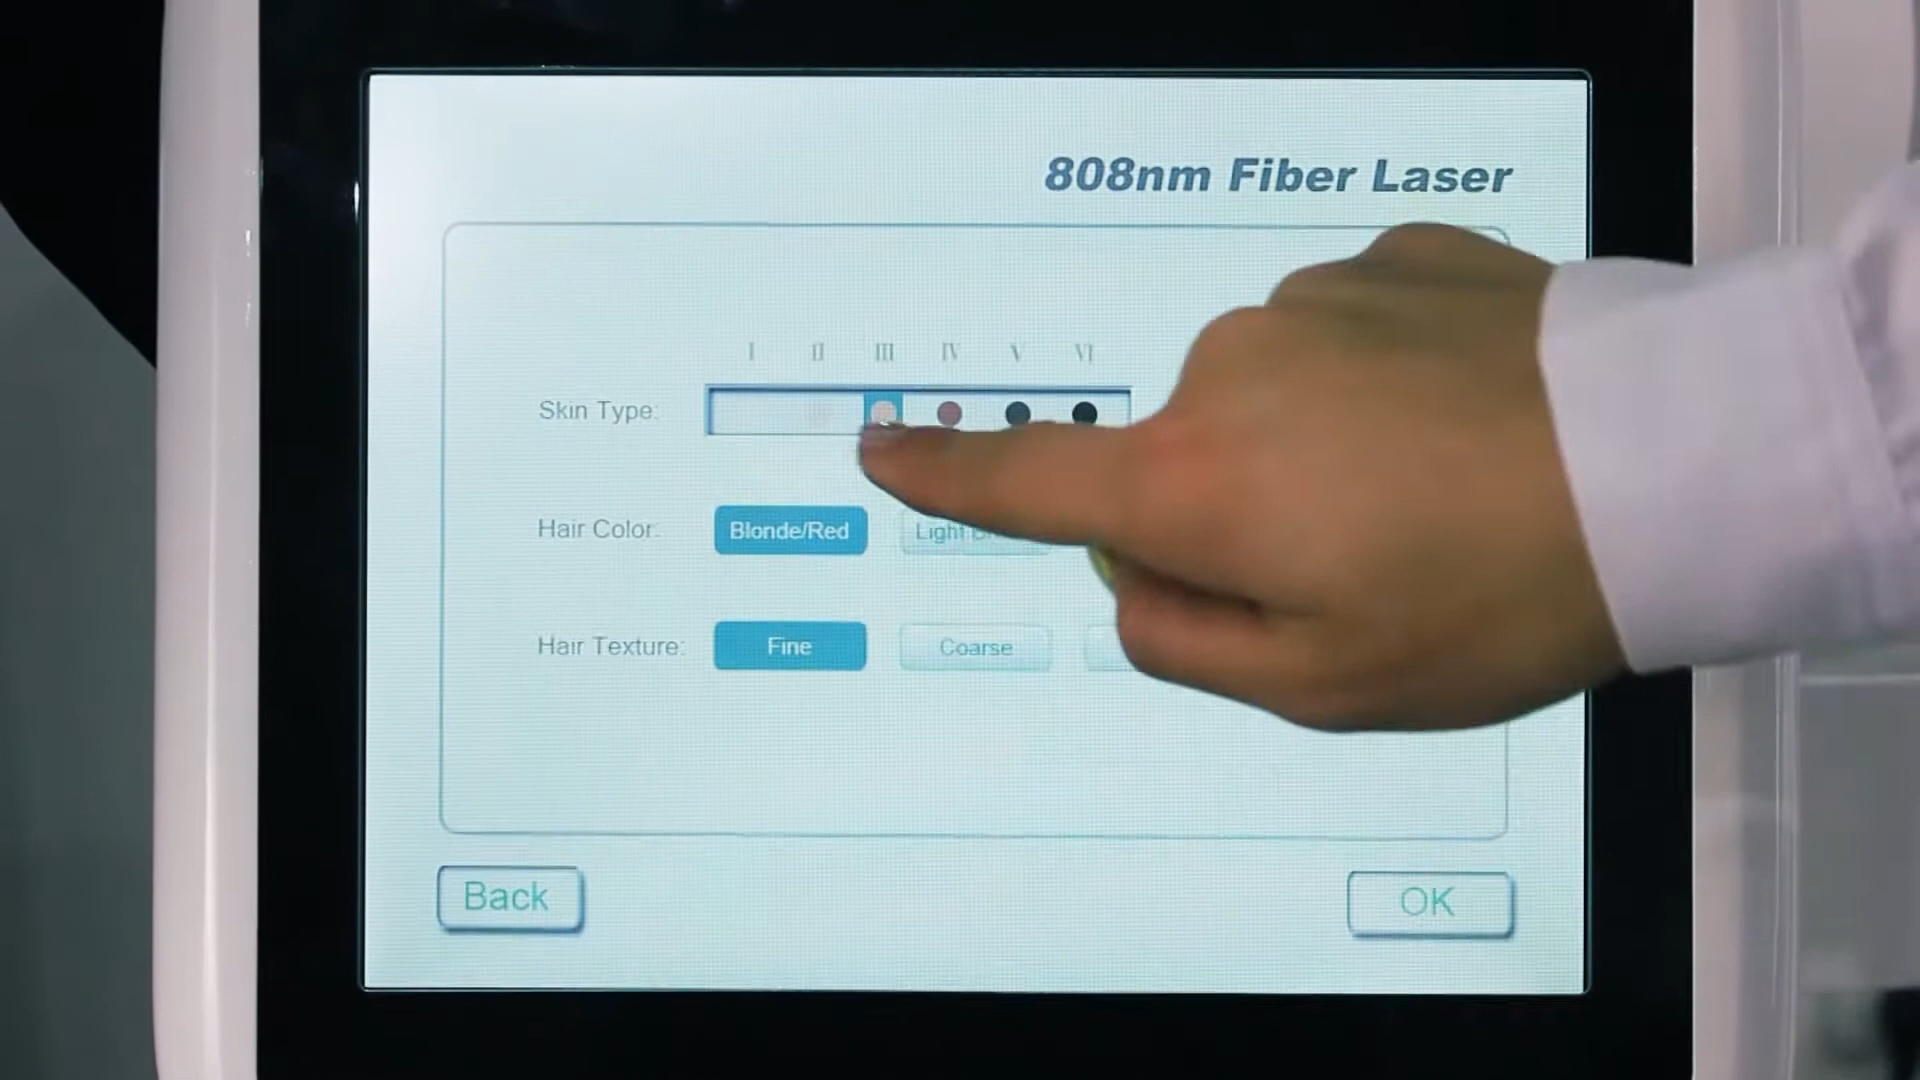 808nm Fiber Laser
I II III IV V VI
Skin Type:
Hair Color: Blonde/Red Light
Hair Texture: Fine Coarse
Back OK